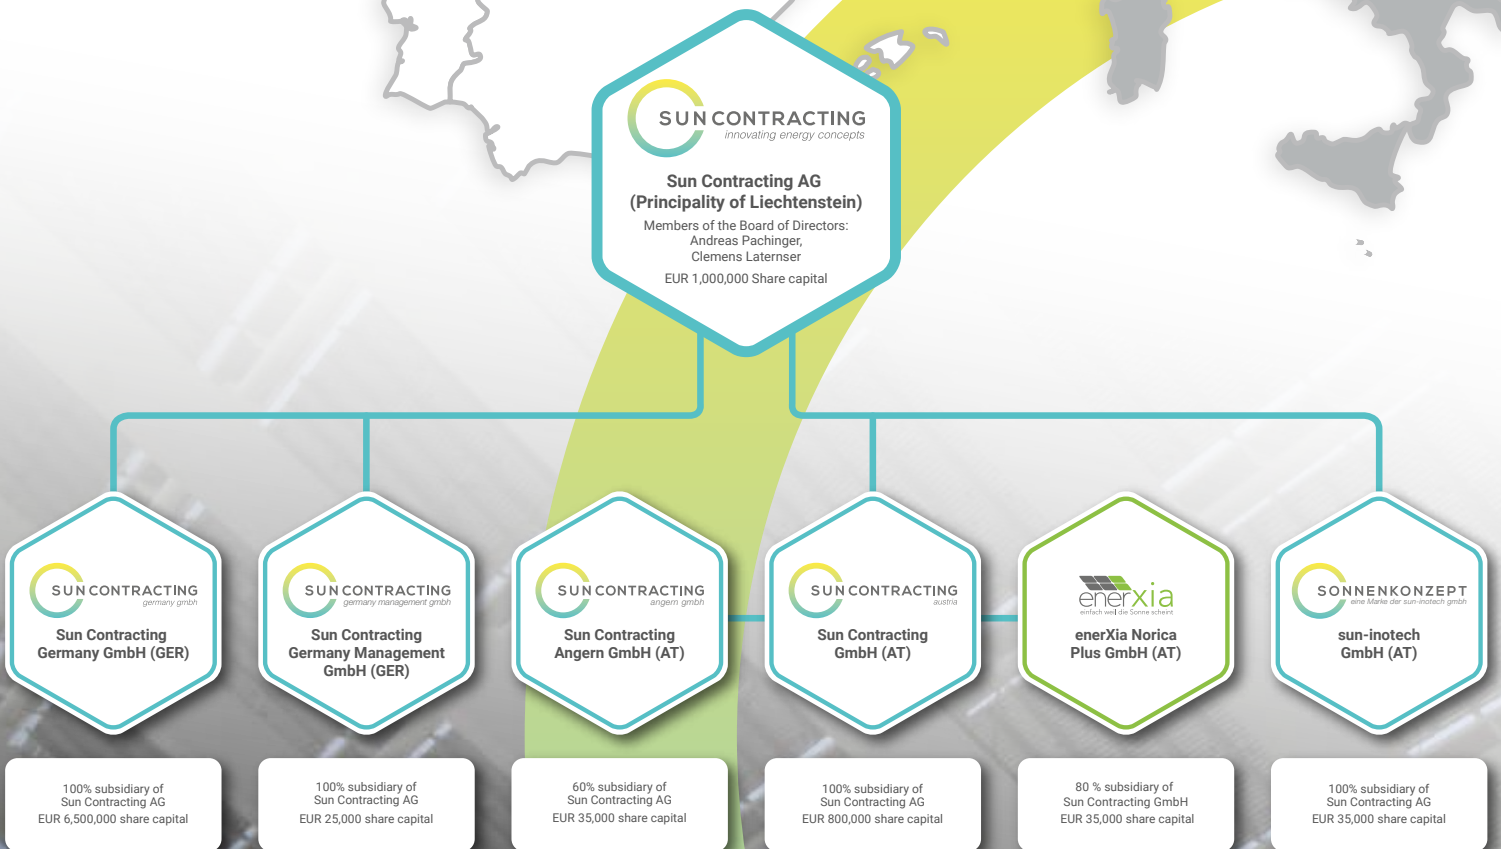 SUN CONTRACTING
innovating energy concepts
Sun Contracting AG
(Principality of Liechtenstein)
Members of the Board of Directors:
Andreas Pachinger,
Clemens Laternser
EUR 1,000,000 Share capital
SUN CONTRACTING
germany gmbh
Sun Contracting
Germany GmbH (GER)
100% subsidiary of
Sun Contracting AG
EUR 6,500,000 share capital
SUN CONTRACTING
germany management gmbh
Sun Contracting
Germany Management
GmbH (GER)
100% subsidiary of
Sun Contracting AG
EUR 25,000 share capital
SUN CONTRACTING
angern gmbh
Sun Contracting
Angern GmbH (AT)
60% subsidiary of
Sun Contracting AG
EUR 35,000 share capital
SUN CONTRACTING
austria
Sun Contracting
GmbH (AT)
100% subsidiary of
Sun Contracting AG
EUR 800,000 share capital
enerxia
einfach weil die Sonne scheint
enerXia Norica
Plus GmbH (AT)
80 % subsidiary of
Sun Contracting GmbH
EUR 35,000 share capital
SONNENKONZEPT
eine Marke der sun-inotech gmbh
sun-inotech
GmbH (AT)
100% subsidiary of
Sun Contracting AG
EUR 35,000 share capital